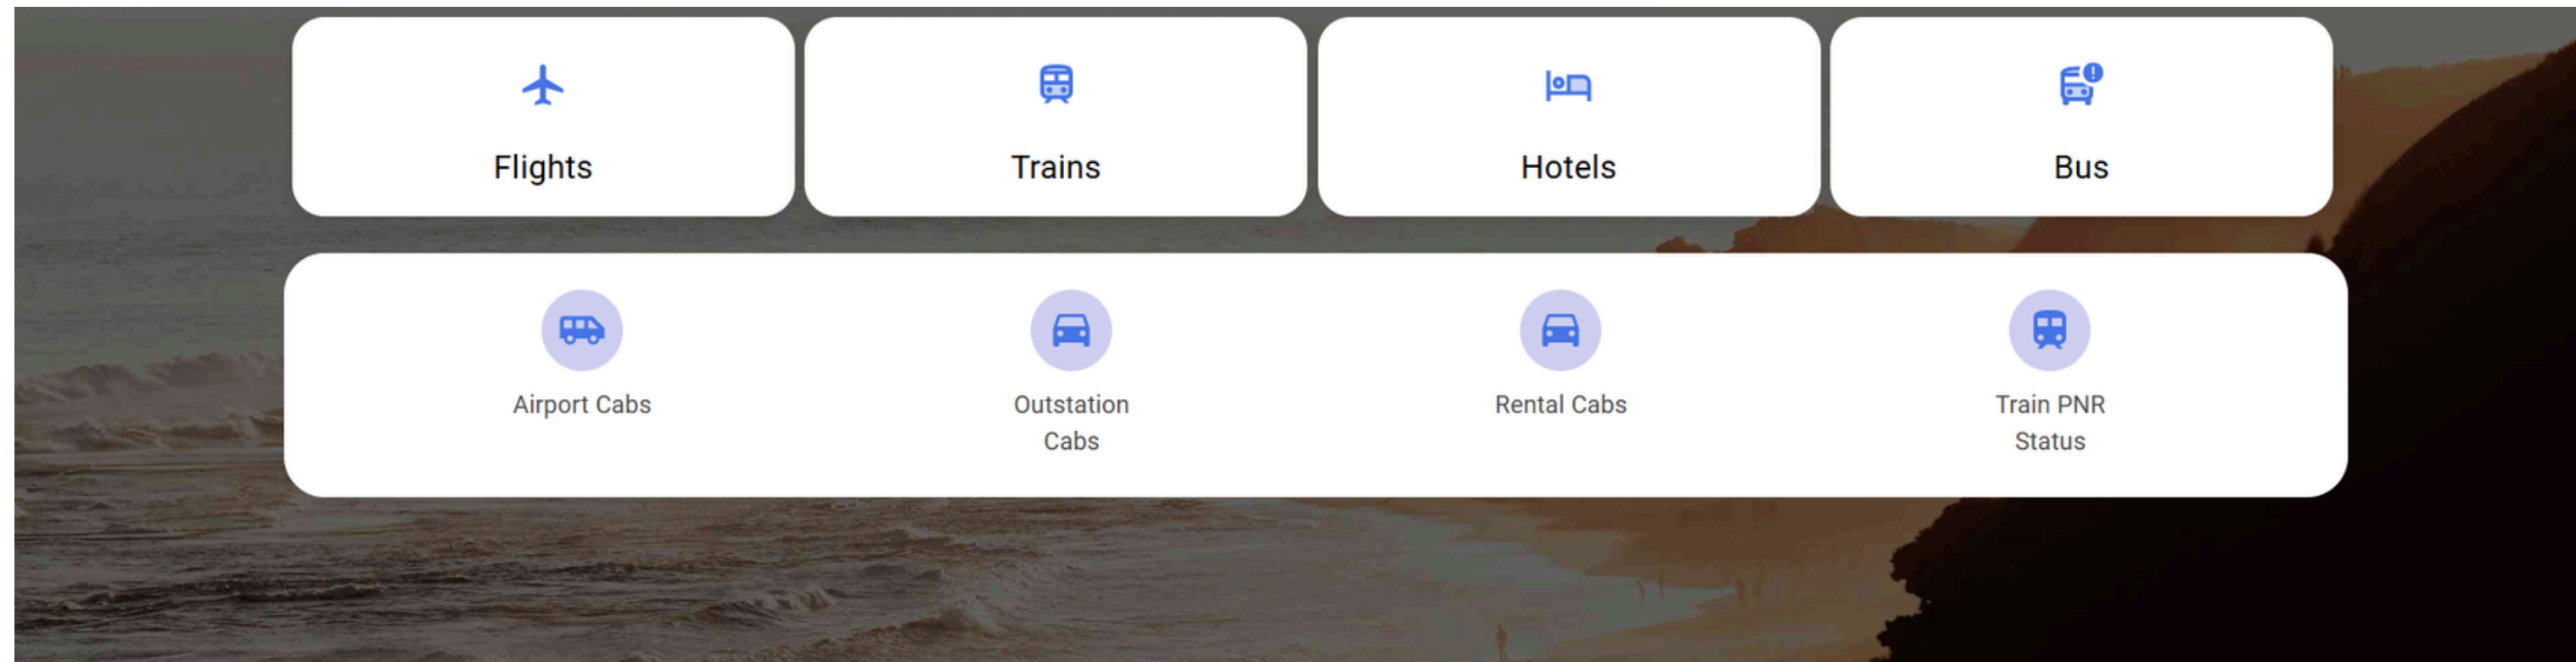 Flights
Trains
Hotels
Bus
Airport Cabs
Outstation
Cabs
Rental Cabs
Train PNR
Status